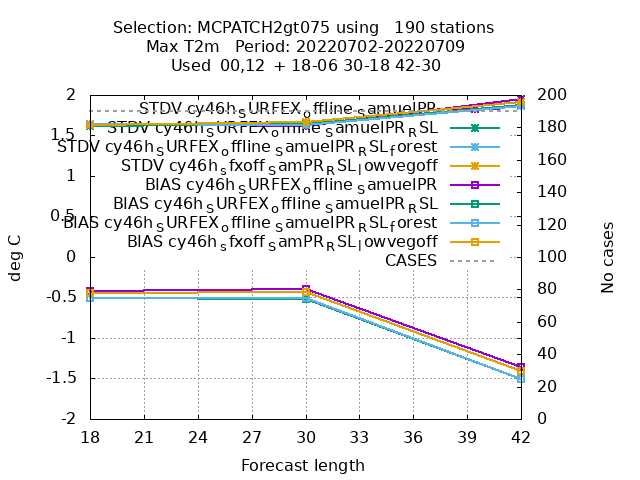 Selection: MCPATCH2gt075 using   190 stations
Max T2m   Period: 20220702-20220709
Used  00,12  + 18-06 30-18 42-30
2
1.5
1
0.5
0
-0.5
-1
-1.5
-2
deg C
STDV cy46h_SURFEX_offline_SamuelPR
STDV cy46h_SURFEX_offline_SamuelPR_RSL
STDV cy46h_SURFEX_offline_SamuelPR_RSL_forest
STDV cy46h_sfxoff_SamPR_RSL_lowvegoff
BIAS cy46h_SURFEX_offline_SamuelPR
BIAS cy46h_SURFEX_offline_SamuelPR_RSL
BIAS cy46h_SURFEX_offline_SamuelPR_RSL_forest
BIAS cy46h_sfxoff_SamPR_RSL_lowvegoff
CASES
200
180
160
140
120
100
80
60
40
20
0
No cases
18 21 24 27 30 33 36 39 42
Forecast length